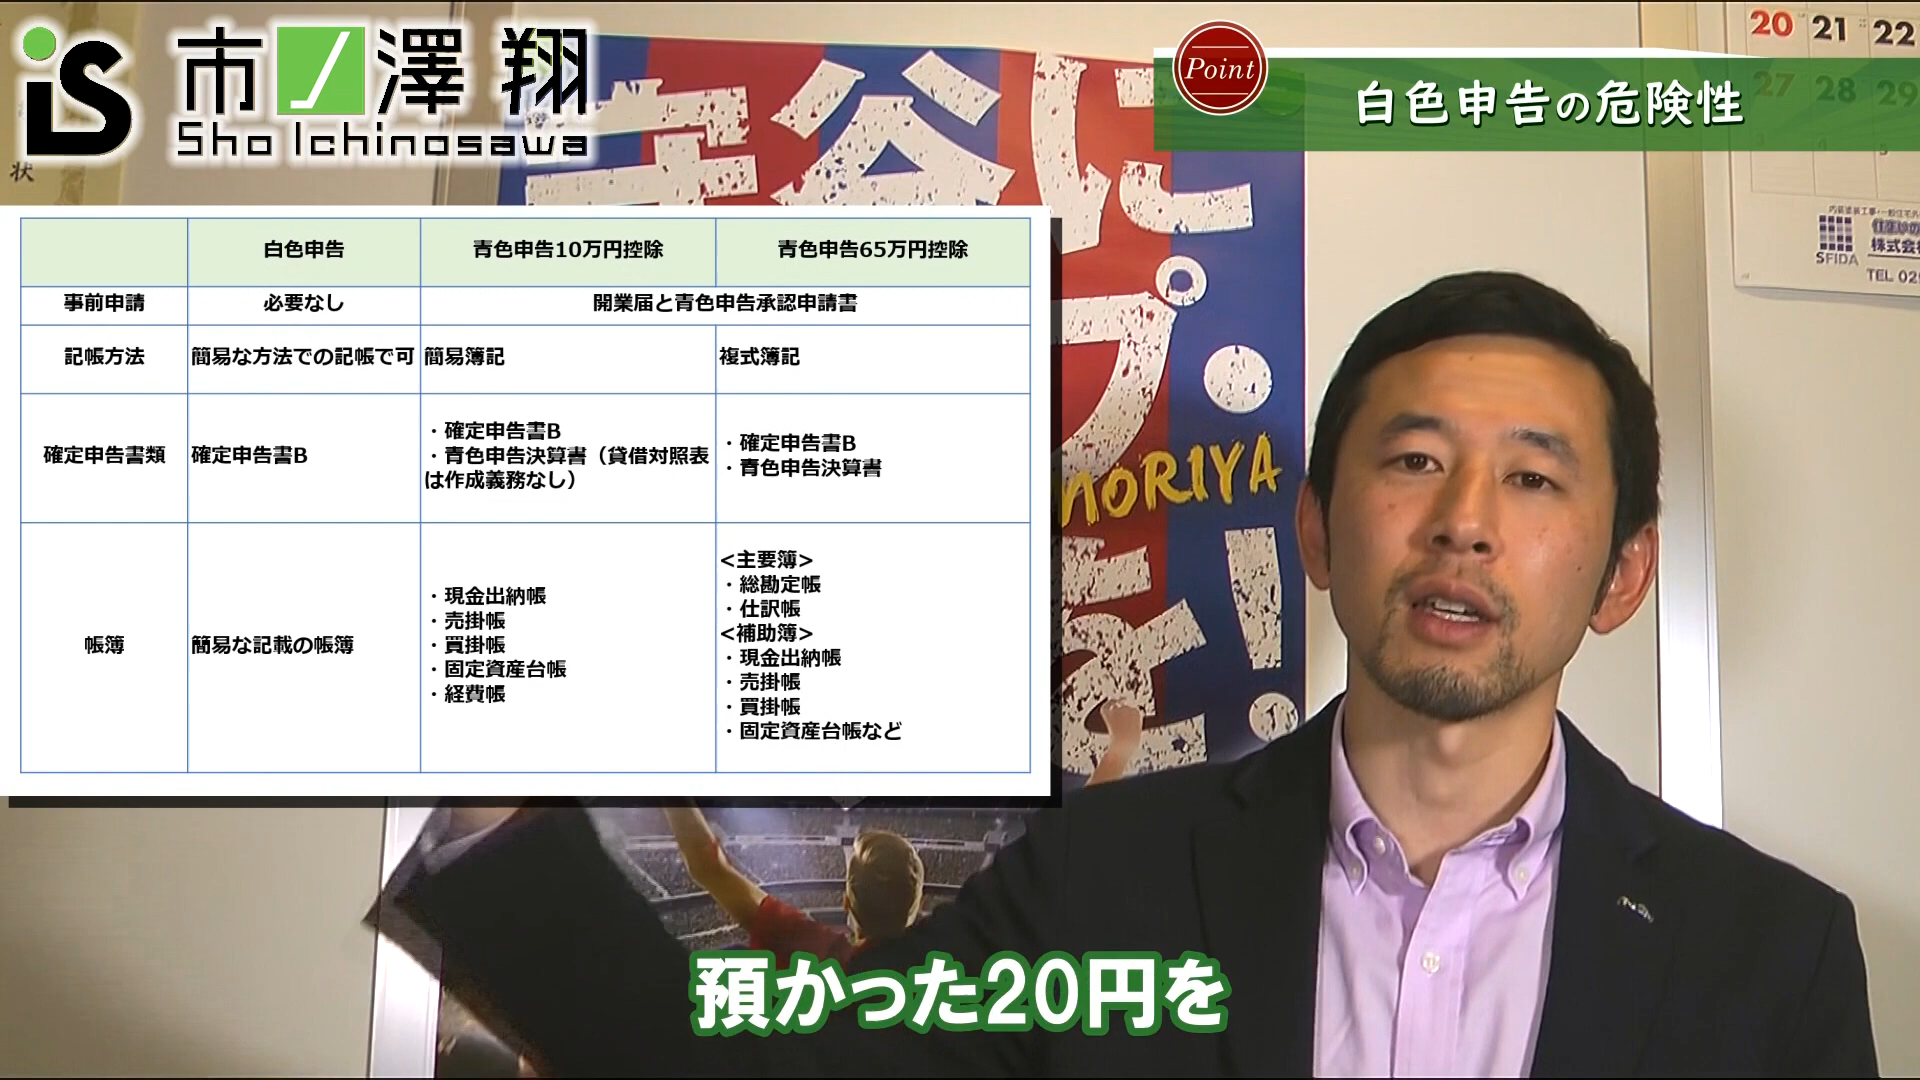 iS 市ノ澤 翔
Sho Ichinosawa
Point
白色申告の危険性
20 21 22
27 28 29
状
白色申告 青色申告10万円控除 青色申告65万円控除
事前申請 必要なし 開業届と青色申告承認申請書
記帳方法 簡易な方法での記帳で可 簡易簿記 複式簿記
確定申告書類 確定申告書B
・確定申告書B
・青色申告決算書（貸借対照表
は作成義務なし）
・確定申告書B
・青色申告決算書
帳簿 簡易な記載の帳簿
・現金出納帳
・売掛帳
・買掛帳
・固定資産台帳
・経費帳
<主要簿>
・総勘定帳
・仕訳帳
<補助簿>
・現金出納帳
・売掛帳
・買掛帳
・固定資産台帳など
SFIDA
株式会
TEL 02
MORIYA
預かった20円を